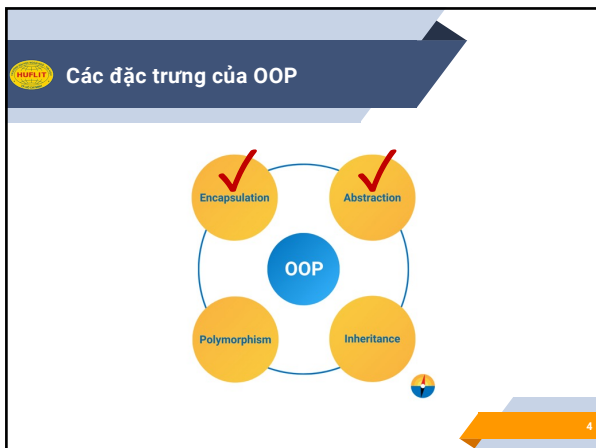 HUFLIT
Các đặc trưng của OOP
Encapsulation
Abstraction
OOP
Polymorphism
Inheritance
4